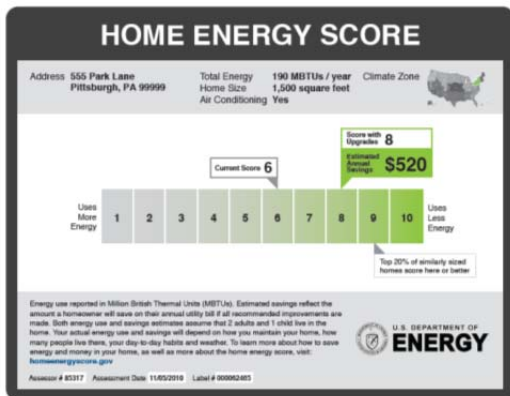 HOME ENERGY SCORE
Address 555 Park Lane
Pittsburgh, PA 99999
Total Energy 190 MBTUs / year
Home Size 1,500 square feet
Air Conditioning Yes
Climate Zone
Score with
Upgrades 8
Estimated
Annual
Savings $520
Current Score 6
Uses
More
Energy
1 2 3 4 5 6 7 8 9 10
Uses
Less
Energy
Top 20% of similarly sized
homes score here or better
Energy use reported in Million British Thermal Units (MBTUs). Estimated savings reflect the
amount a homeowner will save on their annual utility bill if all recommended improvements are
made. Both energy use and savings estimates assume that 2 adults and 1 child live in the
home. Your actual energy use and savings will depend on how you maintain your home, how
many people live there, your day-to-day habits and weather. To learn more about how to save
energy and money in your home, as well as more about the home energy score, visit:
homeenergyscore.gov
U.S. DEPARTMENT OF
ENERGY
Assessor # 85317 Assessment Date 11/05/2010 Label # 000062485